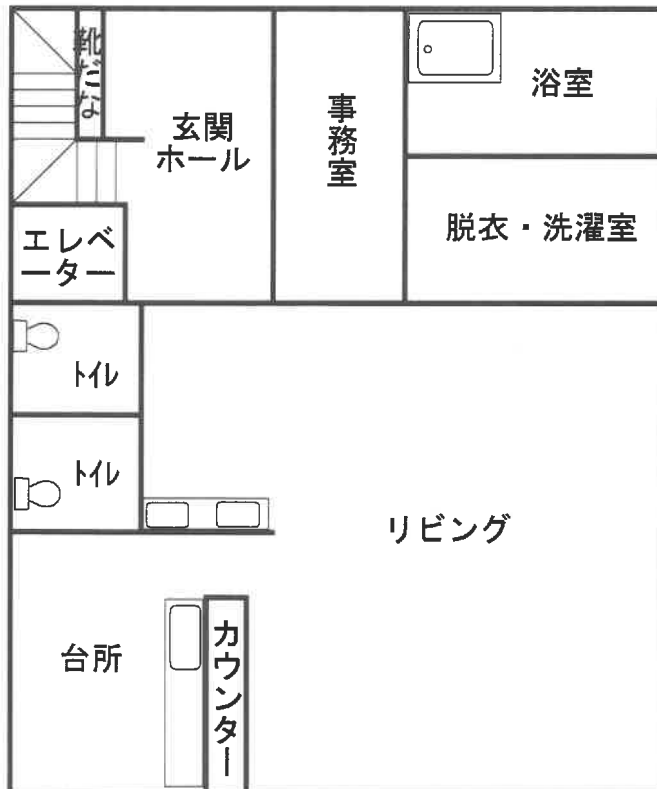 靴だな
玄関
ホール
事務室
浴室
脱衣・洗濯室
エレベ
ーター
ﾄｲﾚ
ﾄｲﾚ
リビング
台所
カウンター